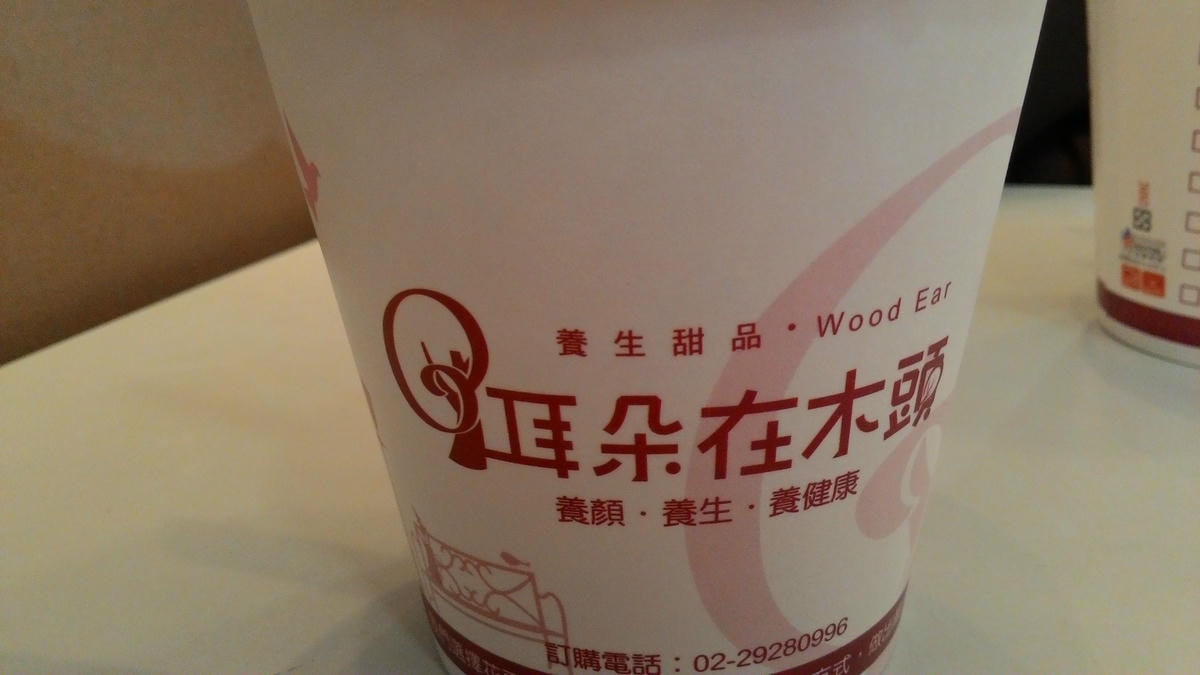 養生甜品・Wood Ear
耳朵在木頭
養顏・養生・養健康
訂購電話：02-29280996